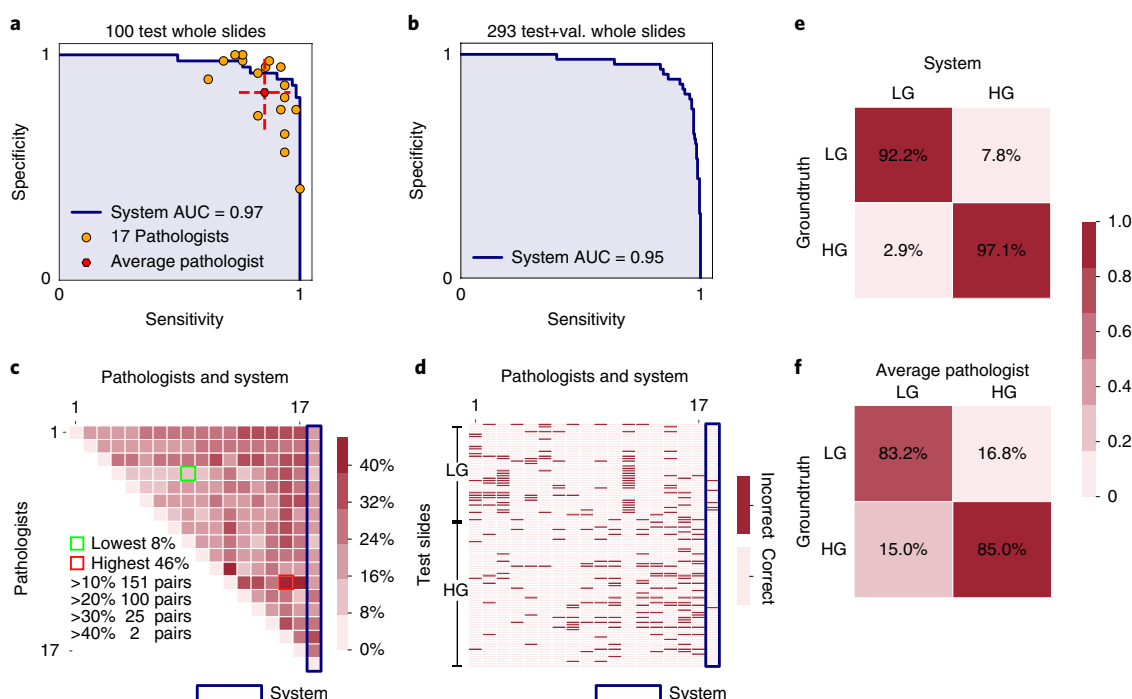 a
100 test whole slides
1
Specificity
System AUC = 0.97
17 Pathologists
Average pathologist
0
0
1
Sensitivity
b
293 test+val. whole slides
1
Specificity
System AUC = 0.95
0
0
1
Sensitivity
e
System
LG
HG
Groundtruth
LG
92.2%
7.8%
HG
2.9%
97.1%
1.0
0.8
0.6
0.4
0.2
0
c
Pathologists and system
1
17
1
Pathologists
Lowest 8%
Highest 46%
>10% 151 pairs
>20% 100 pairs
>30% 25 pairs
>40% 2 pairs
17
40%
32%
24%
16%
8%
0%
System
d
Pathologists and system
1
17
Test slides
LG
HG
Incorrect
Correct
System
f
Average pathologist
LG
HG
Groundtruth
LG
83.2%
16.8%
HG
15.0%
85.0%